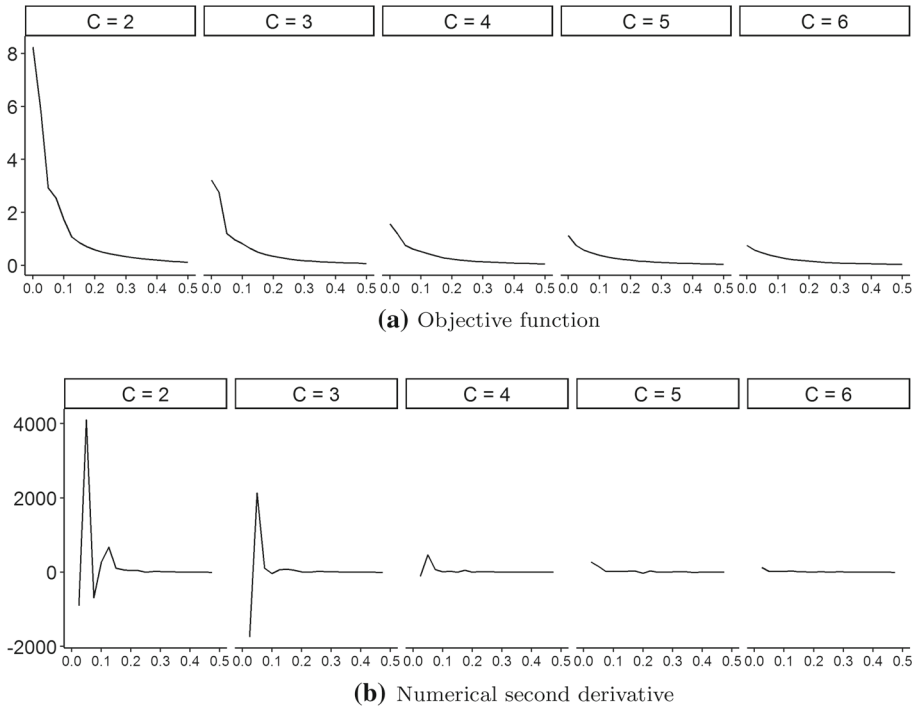 C = 2 C = 3 C = 4 C = 5 C = 6
8
6
4
2
0
0.0 0.1 0.2 0.3 0.4 0.5 0.0 0.1 0.2 0.3 0.4 0.5 0.0 0.1 0.2 0.3 0.4 0.5 0.0 0.1 0.2 0.3 0.4 0.5 0.0 0.1 0.2 0.3 0.4 0.5
(a) Objective function
C = 2 C = 3 C = 4 C = 5 C = 6
4000
2000
0
-2000
0.0 0.1 0.2 0.3 0.4 0.5 0.0 0.1 0.2 0.3 0.4 0.5 0.0 0.1 0.2 0.3 0.4 0.5 0.0 0.1 0.2 0.3 0.4 0.5 0.0 0.1 0.2 0.3 0.4 0.5
(b) Numerical second derivative